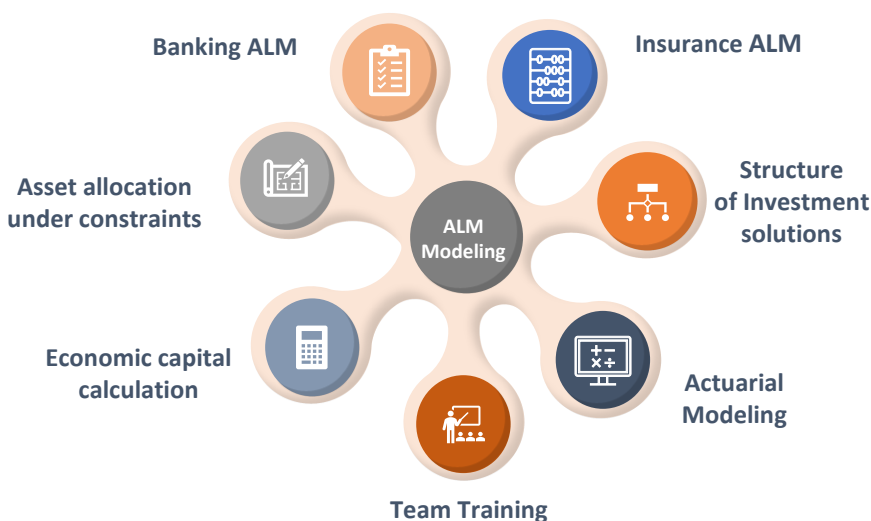 Banking ALM
Insurance ALM
Asset allocation
under constraints
Structure
of Investment
solutions
ALM
Modeling
Economic capital
calculation
Actuarial
Modeling
Team Training